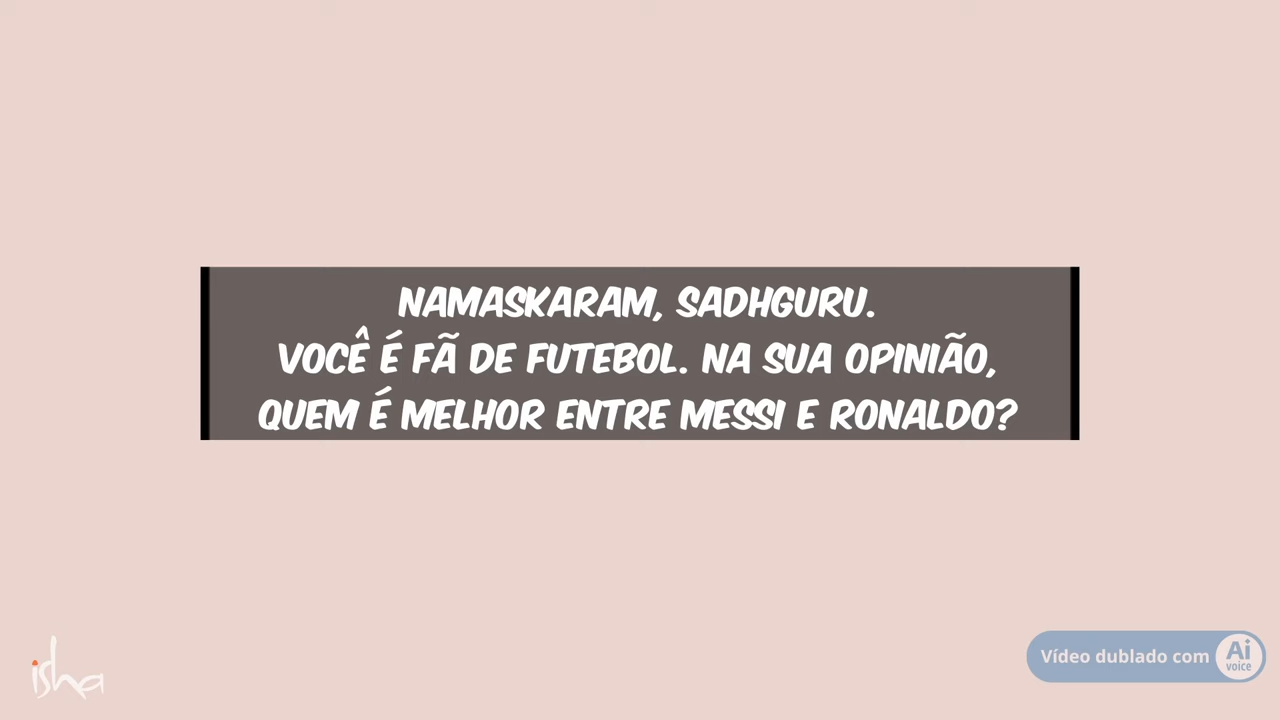 NAMASKARAM, SADHGURU.
VOCÊ É FÃ DE FUTEBOL. NA SUA OPINIÃO,
QUEM É MELHOR ENTRE MESSI E RONALDO?
isha
Vídeo dublado com
Ai
voice